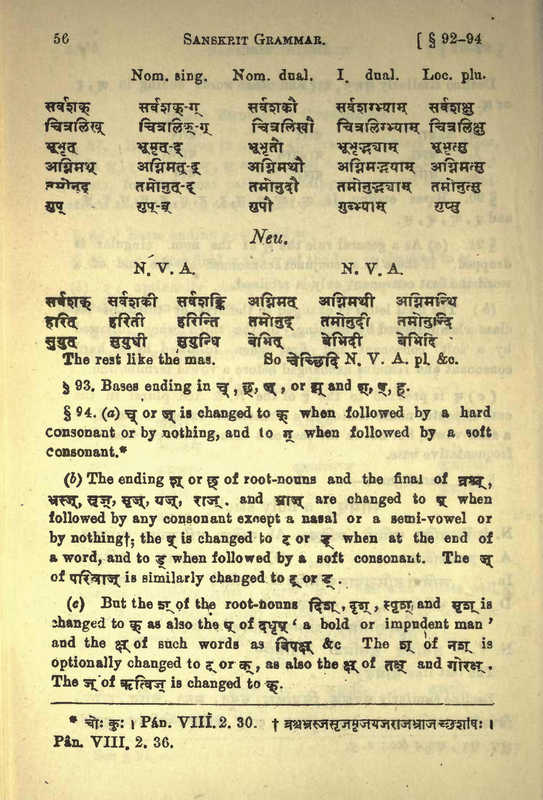 56 SANSKRIT GRAMMAR. [ § 92-94
Nom. sing. Nom. dual. I. dual. Loc. plu.
सर्वशक् सर्वशक्-ग् सर्वशकौ सर्वशग्भ्याम् सर्वशक्षु
चित्रलिख् चित्रलिक्-ग् चित्रलिखौ चित्रलिग्भ्याम् चित्रलिक्षु
भूभृत् भूभृत्-द् भूभृतौ भूभृद्भ्याम् भूभृत्सु
अग्निमथ् अग्निमत्-द् अग्निमथौ अग्निमद्भ्याम् अग्निमत्सु
तमोनुद् तमोनुत्-द् तमोनुदौ तमोनुद्भ्याम् तमोनुत्सु
गुप् गुप्-ब् गुपौ गुब्भ्याम् गुप्सु
Neu.
N. V. A. N. V. A.
सर्वशक् सर्वशकी सर्वशङ्कि अग्निमत् अग्निमथी अग्निमन्थि
हरित् हरिती हरिन्ति तमोनुद् तमोनुदी तमोनुन्दि
सुयुत् सुयुधी सुयुन्धि बेभित् बेभिदी बेभिदि
The rest like the mas. So चेच्छिदि N. V. A. pl. &c.
§ 93. Bases ending in च्, छ्, ज्, or झ् and श्, ष्, ह्.
§ 94. (a) च् or ज् is changed to क् when followed by a hard
consonant or by nothing, and to ग् when followed by a soft
consonant.*
(b) The ending श् or छ् of root-nouns and the final of व्रश्च्,
भ्रस्ज्, सृज्, मृज्, यज्, राज्. and भ्राज् are changed to ष् when
followed by any consonant except a nasal or a semi-vowel or
by nothing†; the ष् is changed to ट or ड् when at the end of
a word, and to ड् when followed by a soft consonant. The ज्
of परिव्राज् is similarly changed to ट् or ड्.
(c) But the श् of the root-nouns दिश्, दृश्, स्पृश् and मृश् is
changed to क् as also the ष् of दधृष् ' a bold or impudent man '
and the क्ष् of such words as विपक्ष् &c The श् of नश् is
optionally changed to ट् or क्, as also the क्ष् of तक्ष् and गोरक्ष्.
The ज् of ऋत्विज् is changed to क्.
* चोः कुः । Pán. VIII. 2. 30. † व्रश्चभ्रस्जसृजमृजयजराजभ्राजच्छशांषः ।
Pân. VIII. 2. 36.